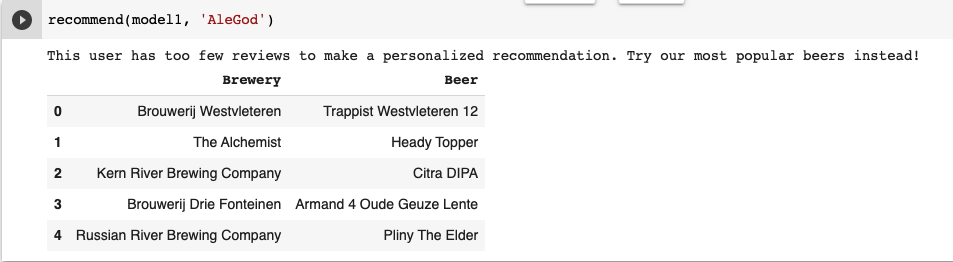 recommend(model1, 'AleGod')
This user has too few reviews to make a personalized recommendation. Try our most popular beers instead!
Brewery Beer
0 Brouwerij Westvleteren Trappist Westvleteren 12
1 The Alchemist Heady Topper
2 Kern River Brewing Company Citra DIPA
3 Brouwerij Drie Fonteinen Armand 4 Oude Geuze Lente
4 Russian River Brewing Company Pliny The Elder